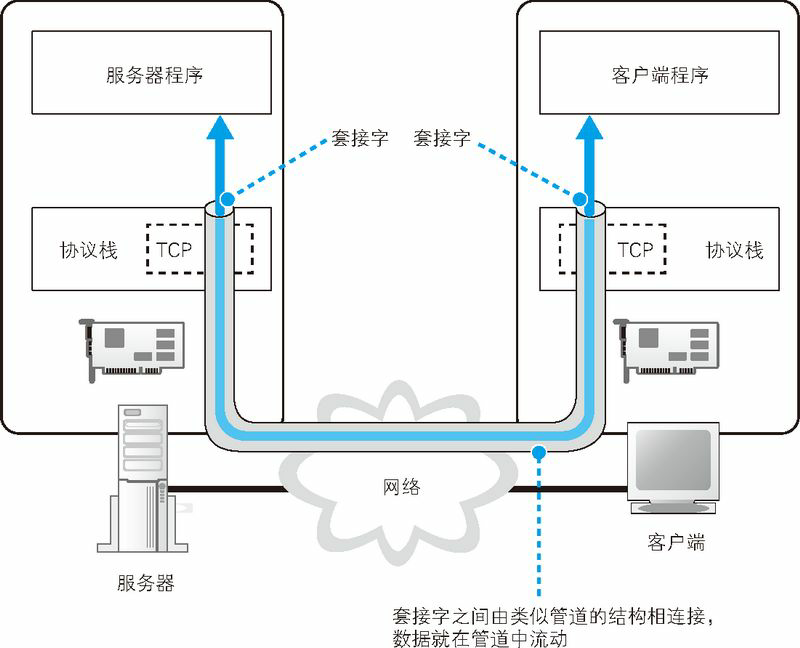 服务器程序
客户端程序
套接字
套接字
协议栈
TCP
TCP
协议栈
网络
服务器
客户端
套接字之间由类似管道的结构相连接，
数据就在管道中流动